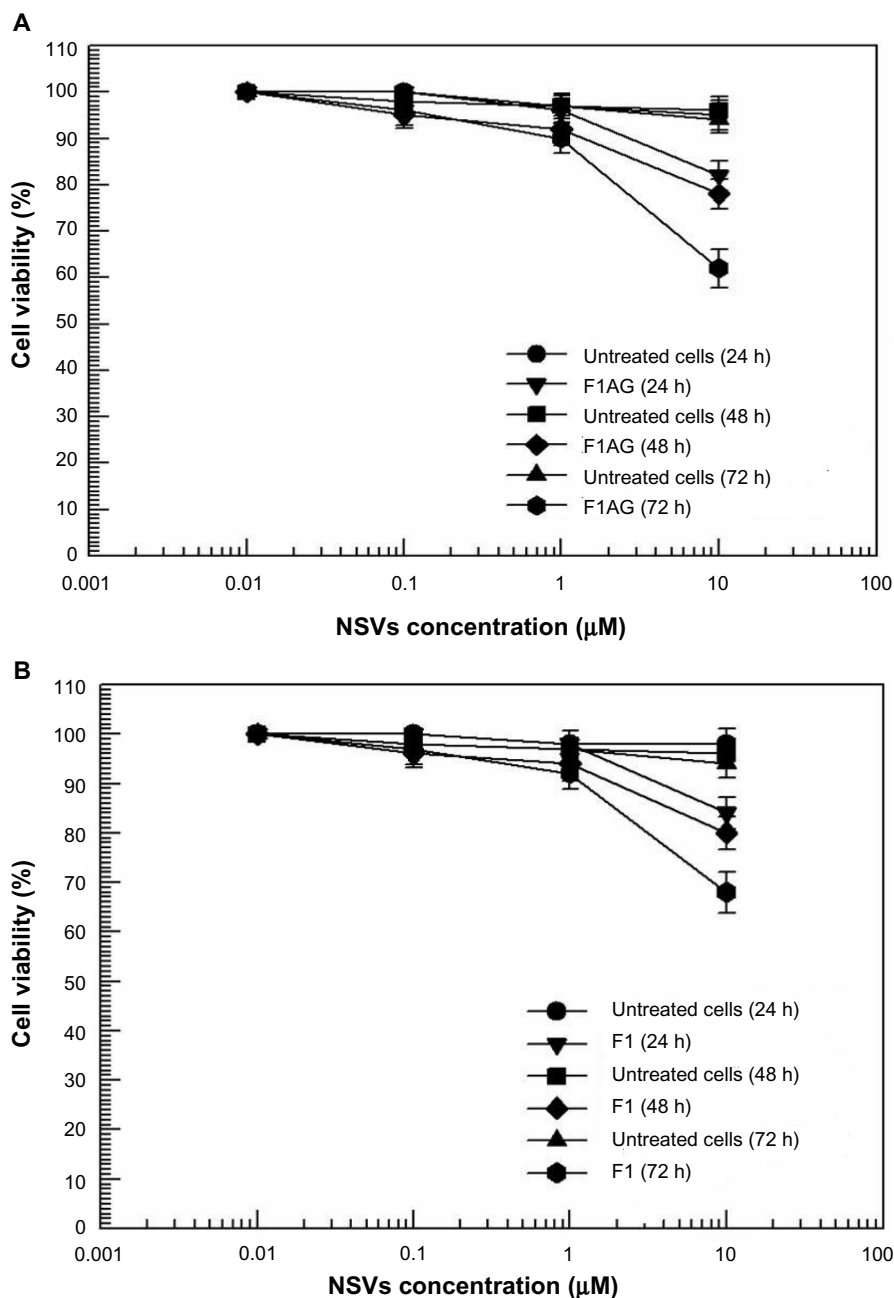 A
110
100
90
80
70
60
50
40
30
20
10
0
Cell viability (%)
Untreated cells (24 h)
F1AG (24 h)
Untreated cells (48 h)
F1AG (48 h)
Untreated cells (72 h)
F1AG (72 h)
0.001 0.01 0.1 1 10 100
NSVs concentration (μM)
B
110
100
90
80
70
60
50
40
30
20
10
0
Cell viability (%)
Untreated cells (24 h)
F1 (24 h)
Untreated cells (48 h)
F1 (48 h)
Untreated cells (72 h)
F1 (72 h)
0.001 0.01 0.1 1 10 100
NSVs concentration (μM)